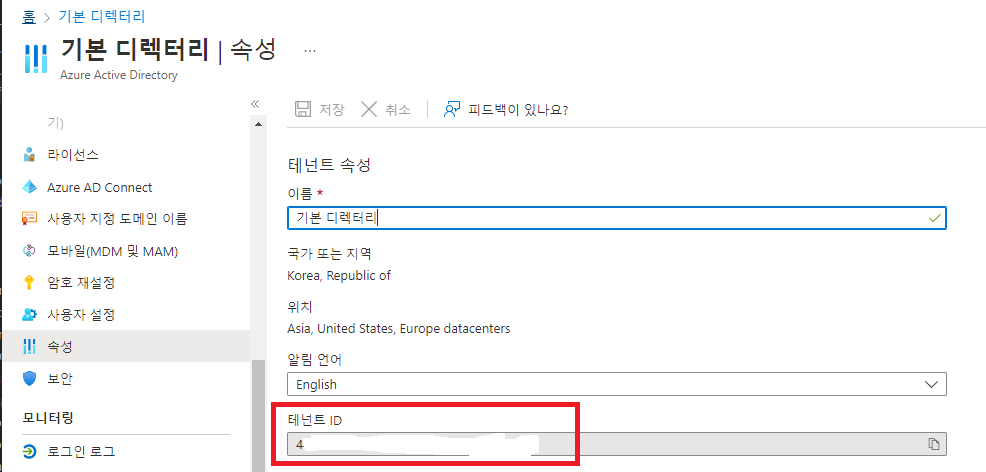 홈 > 기본 디렉터리
기본 디렉터리 | 속성 ...
Azure Active Directory
«
기)
라이선스
Azure AD Connect
사용자 지정 도메인 이름
모바일(MDM 및 MAM)
암호 재설정
사용자 설정
속성
보안
모니터링
로그인 로그
저장 취소 피드백이 있나요?
테넌트 속성
이름 *
기본 디렉터리
국가 또는 지역
Korea, Republic of
위치
Asia, United States, Europe datacenters
알림 언어
English
테넌트 ID
4